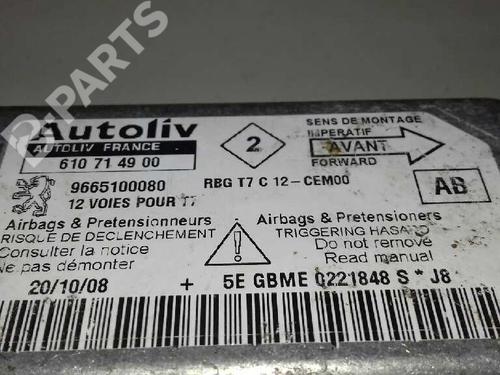 B-PARTS
Autoliv
AUTOLIV FRANCE
610 71 49 00
2
SENS DE MONTAGE
IMPERATIF
AVANT
FORWARD
9665100080
RBG T7 C 12-CEM00
12 VOIES POUR T7
AB
Airbags & Pretensionneurs
RISQUE DE DECLENCHEMENT
Consulter la notice
Ne pas démonter
Airbags & Pretensioners
TRIGGERING HASARD
Do not remove
Read manual
20/10/08 + 5E GBME 0221848 S * J8